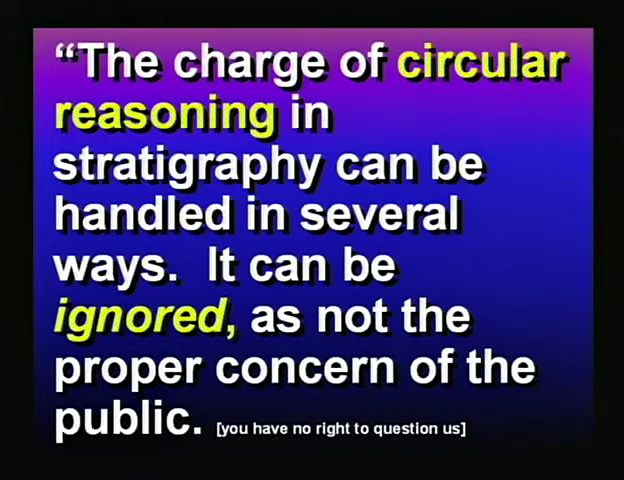 “The charge of circular
reasoning in
stratigraphy can be
handled in several
ways. It can be
ignored, as not the
proper concern of the
public. [you have no right to question us]